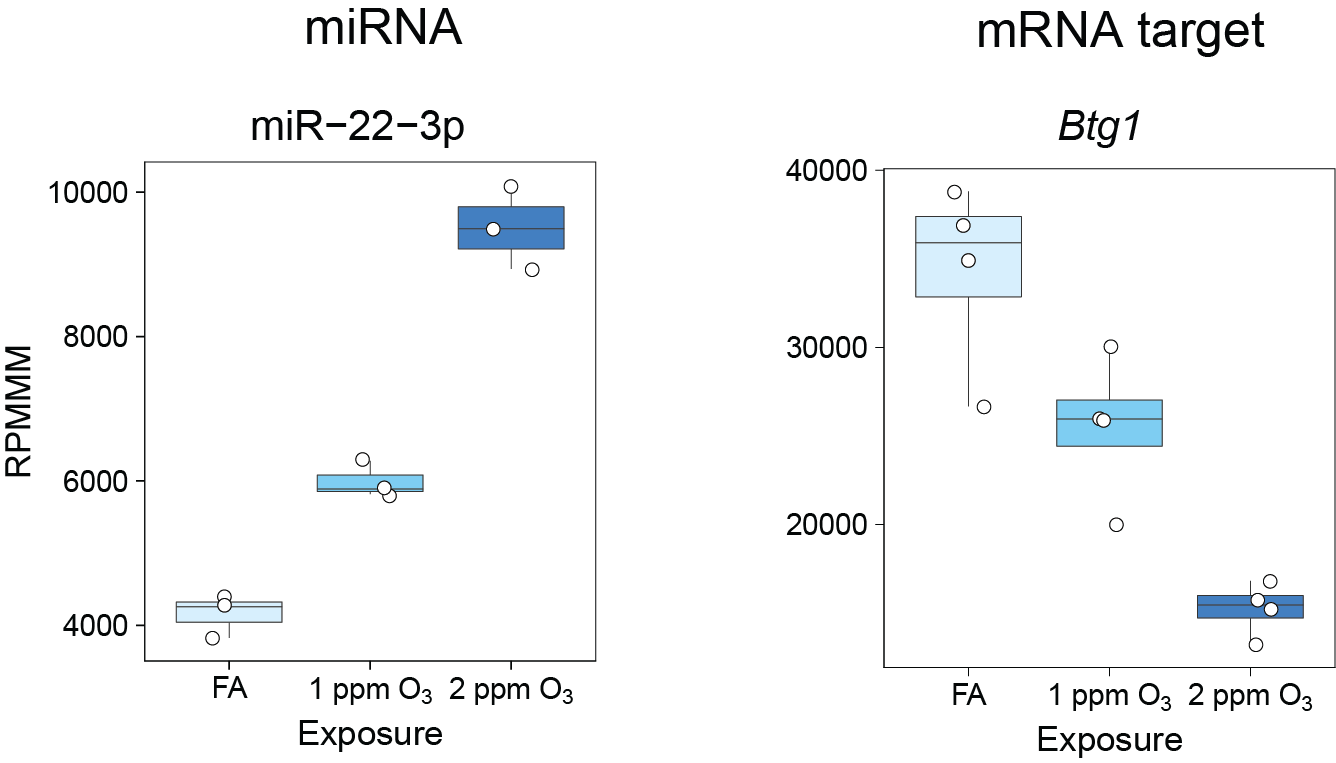 miRNA
miR−22−3p
RPMMM
10000
8000
6000
4000
FA
1 ppm O₃
2 ppm O₃
Exposure
mRNA target
Btg1
40000
30000
20000
FA
1 ppm O₃
2 ppm O₃
Exposure